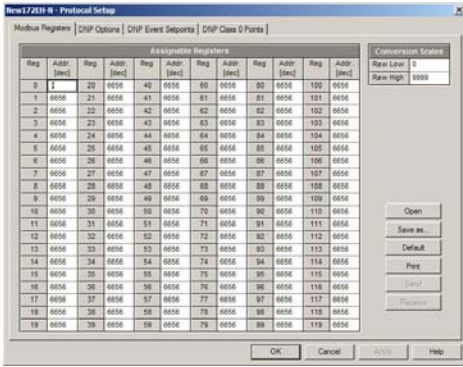 New172EH-N - Protocol Setup
Modbus Registers DNP Options DNP Event Setpoints DNP Class 0 Points
Assignable Registers Conversion Scales
Reg Addr. [dec] Reg Addr. [dec] Reg Addr. [dec] Reg Addr. [dec] Reg Addr. [dec] Reg Addr. [dec] Raw Low 0
Raw High 9999
0 20 6656 40 6656 60 6656 80 6656 100 6656
1 6656 21 6656 41 6656 61 6656 81 6656 101 6656
2 6656 22 6656 42 6656 62 6656 82 6656 102 6656
3 6656 23 6656 43 6656 63 6656 83 6656 103 6656
4 6656 24 6656 44 6656 64 6656 84 6656 104 6656
5 6656 25 6656 45 6656 65 6656 85 6656 105 6656
6 6656 26 6656 46 6656 66 6656 86 6656 106 6656
7 6656 27 6656 47 6656 67 6656 87 6656 107 6656
8 6656 28 6656 48 6656 68 6656 88 6656 108 6656
9 6656 29 6656 49 6656 69 6656 89 6656 109 6656
10 6656 30 6656 50 6656 70 6656 90 6656 110 6656 Open
11 6656 31 6656 51 6656 71 6656 91 6656 111 6656
12 6656 32 6656 52 6656 72 6656 92 6656 112 6656 Save as...
13 6656 33 6656 53 6656 73 6656 93 6656 113 6656 Default
14 6656 34 6656 54 6656 74 6656 94 6656 114 6656 Print
15 6656 35 6656 55 6656 75 6656 95 6656 115 6656
16 6656 36 6656 56 6656 76 6656 96 6656 116 6656 Send
17 6656 37 6656 57 6656 77 6656 97 6656 117 6656 Receive
18 6656 38 6656 58 6656 78 6656 98 6656 118 6656
19 6656 39 6656 59 6656 79 6656 99 6656 119 6656
OK Cancel Apply Help